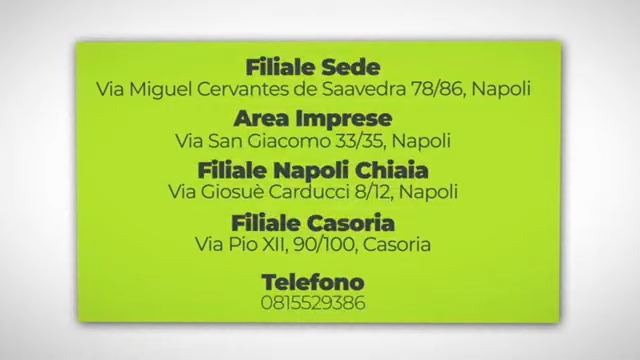 Filiale Sede
Via Miguel Cervantes de Saavedra 78/86, Napoli
Area Imprese
Via San Giacomo 33/35, Napoli
Filiale Napoli Chiaia
Via Giosuè Carducci 8/12, Napoli
Filiale Casoria
Via Pio XII, 90/100, Casoria
Telefono
0815529386